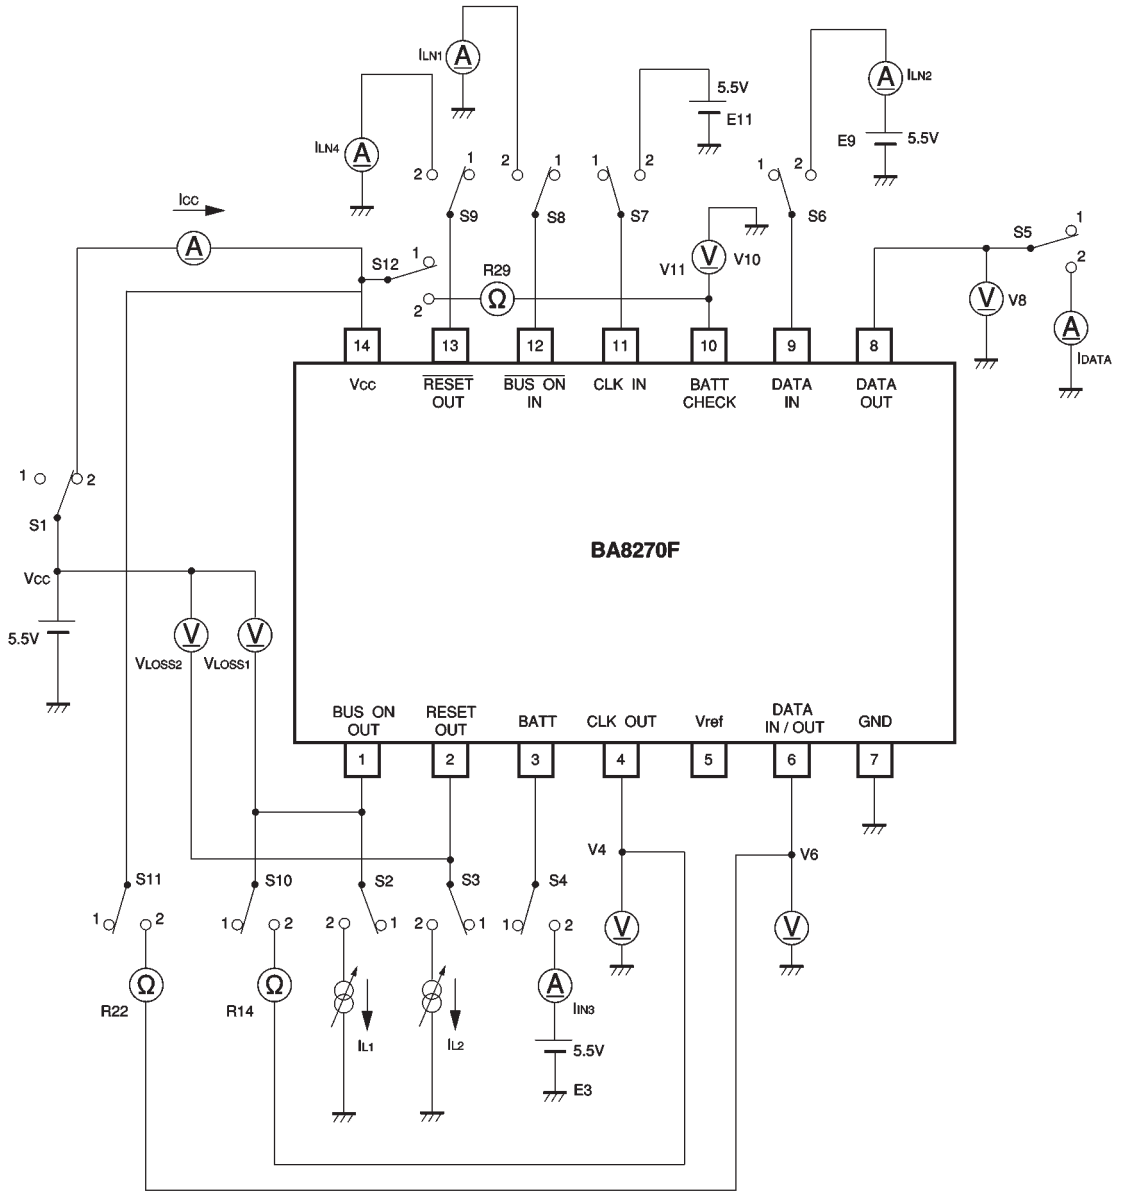 ILN1
A
ILN4
A
5.5V
E11
A
ILN2
E9
5.5V
2
1
S9
2
1
S8
1
2
S7
1
2
S6
ICC
A
S12
1
2
R29
Ω
V11
V
V10
S5
1
2
V
V8
A
IDATA
14
13
12
11
10
9
8
VCC
RESET
OUT
BUS ON
IN
CLK IN
BATT
CHECK
DATA
IN
DATA
OUT
1
2
S1
VCC
5.5V
V
VLOSS2
V
VLOSS1
BA8270F
BUS ON
OUT
RESET
OUT
BATT
CLK OUT
Vref
DATA
IN / OUT
GND
1
2
3
4
5
6
7
V4
V6
S11
1
2
S10
1
2
S2
2
1
S3
2
1
S4
1
2
V
V
Ω
R22
Ω
R14
IL1
IL2
A
IIN3
5.5V
E3